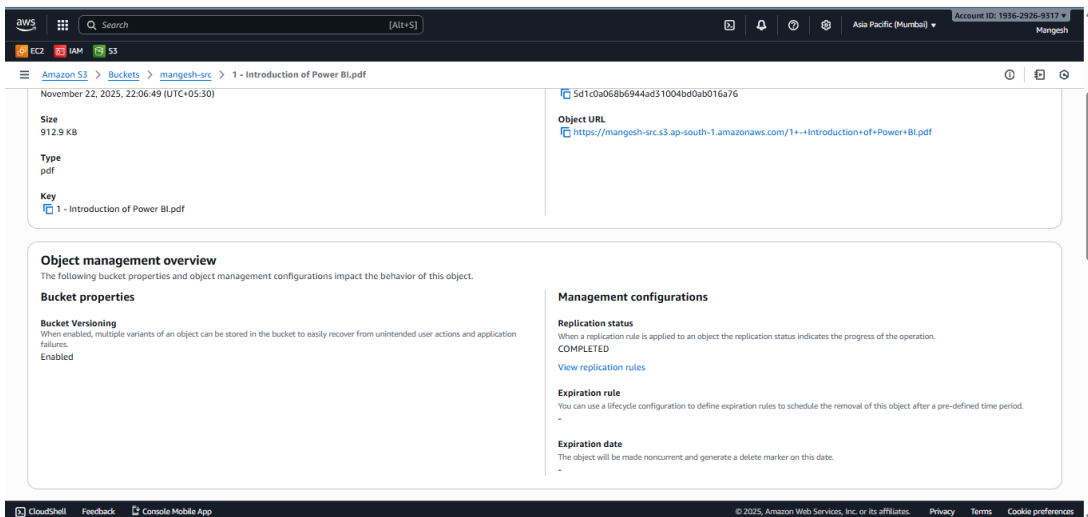 aws
Search
[Alt+S]
Asia Pacific (Mumbai)
Account ID: 1936-2926-9317
Mangesh
EC2
IAM
S3
Amazon S3 > Buckets > mangesh-src > 1 - Introduction of Power BI.pdf
November 22, 2025, 22:06:49 (UTC+05:30)
Size
912.9 KB
Type
pdf
Key
1 - Introduction of Power BI.pdf
5d1c0a068b6944ad31004bd0ab016a76
Object URL
https://mangesh-src.s3.ap-south-1.amazonaws.com/1+-+Introduction+of+Power+BI.pdf
Object management overview
The following bucket properties and object management configurations impact the behavior of this object.
Bucket properties
Bucket Versioning
When enabled, multiple variants of an object can be stored in the bucket to easily recover from unintended user actions and application
failures.
Enabled
Management configurations
Replication status
When a replication rule is applied to an object the replication status indicates the progress of the operation.
COMPLETED
View replication rules
Expiration rule
You can use a lifecycle configuration to define expiration rules to schedule the removal of this object after a pre-defined time period.
-
Expiration date
The object will be made noncurrent and generate a delete marker on this date.
-
CloudShell
Feedback
Console Mobile App
© 2025, Amazon Web Services, Inc. or its affiliates.
Privacy
Terms
Cookie preferences